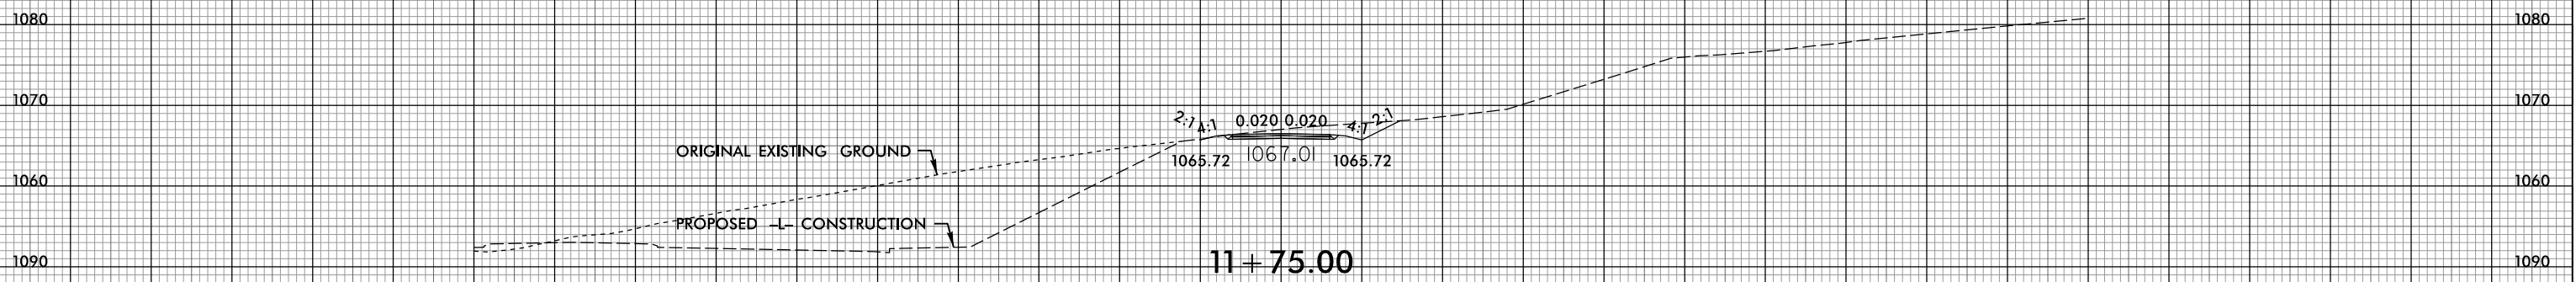 1080 1080
1070 1070
2:1 4:1 0.020 0.020 4:1 2:1
ORIGINAL EXISTING GROUND
1065.72 1067.01 1065.72
1060 1060
PROPOSED -L- CONSTRUCTION
1090 11+75.00 1090